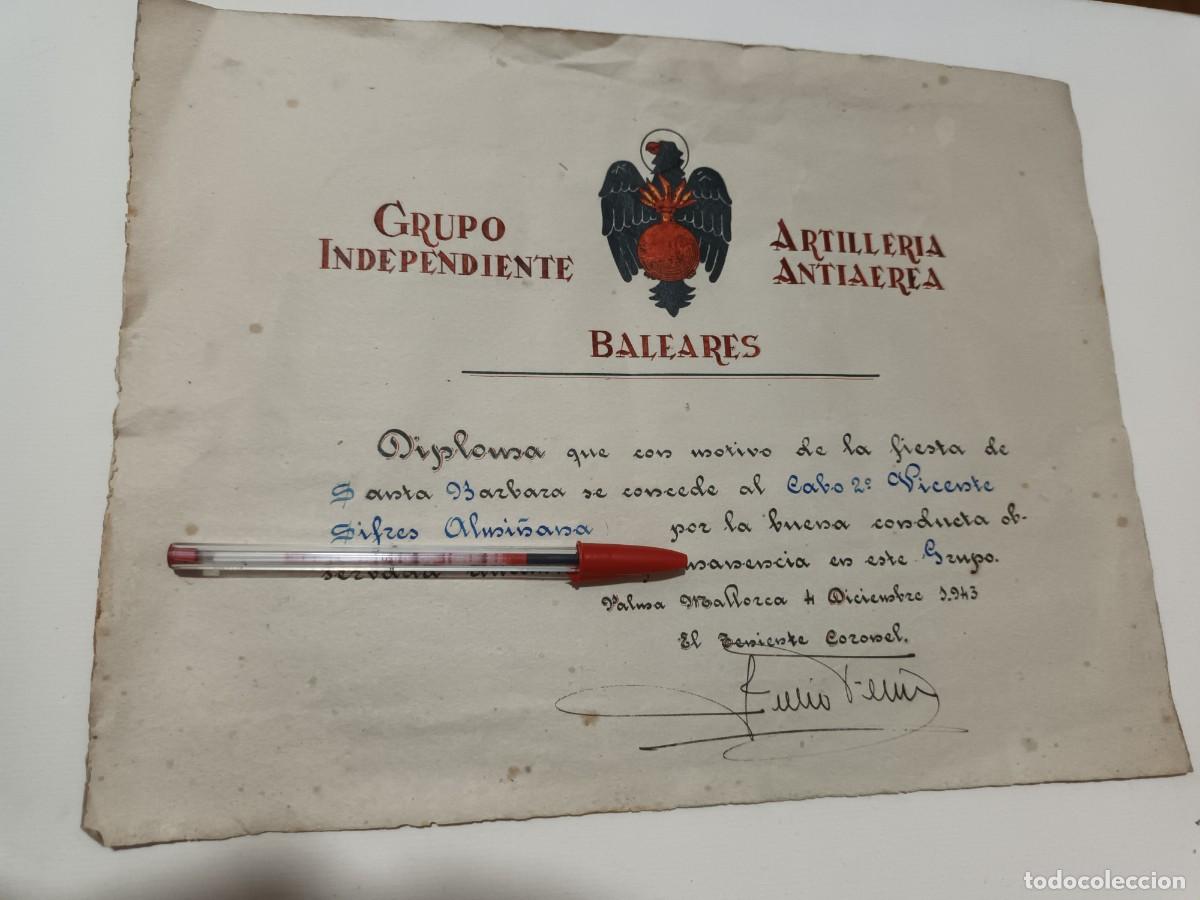 GRUPO
INDEPENDIENTE
ARTILLERIA
ANTIAEREA
BALEARES
Diploma que con motivo de la fiesta de
Santa Barbara se concede al Cabo 2º Vicente
Sifres Almiñana por la buena conducta ob-
servada en este Grupo.
Palma Mallorca 4 Diciembre 1.943
El Teniente Coronel.
todocoleccion